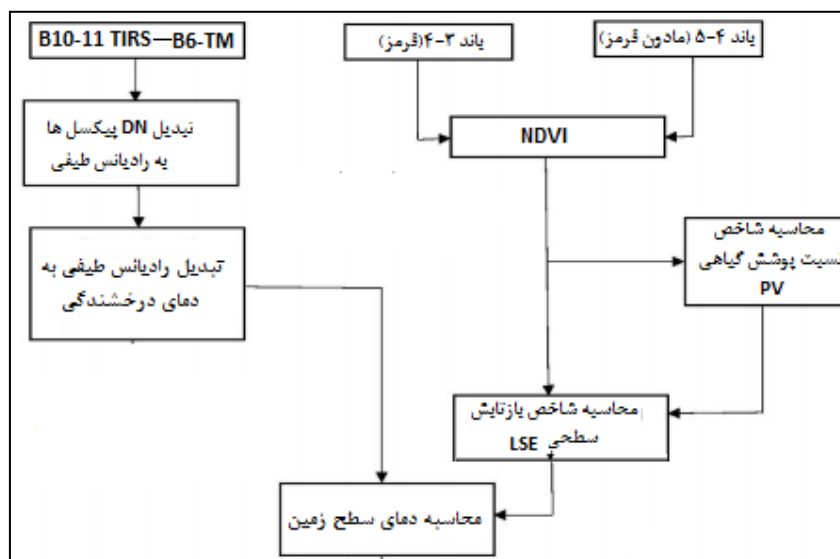 B10-11 TIRS—B6-TM
باند ۳-۴(قرمز)
باند ۴-۵ (مادون قرمز)
تبدیل DN پیکسل ها
به رادیانس طیفی
NDVI
تبدیل رادیانس طیفی به
دمای درخشندگی
محاسبه شاخص
نسبت پوشش گیاهی
PV
محاسبه شاخص بازتابش
سطحی LSE
محاسبه دمای سطح زمین